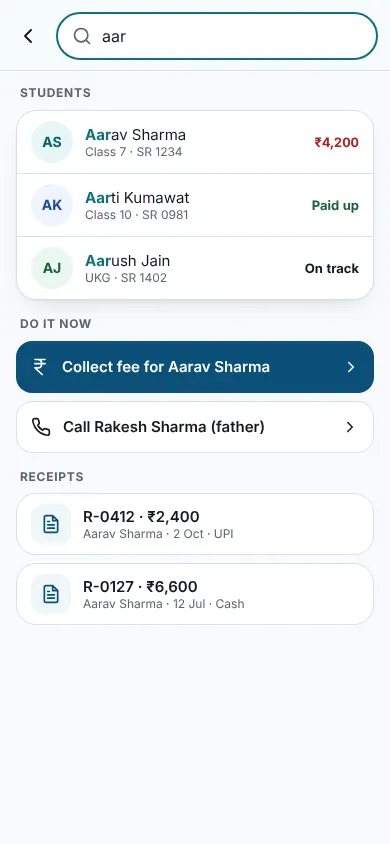 aar
STUDENTS
AS
Aarav Sharma
Class 7 · SR 1234
₹4,200
AK
Aarti Kumawat
Class 10 · SR 0981
Paid up
AJ
Aarush Jain
UKG · SR 1402
On track
DO IT NOW
₹ Collect fee for Aarav Sharma
Call Rakesh Sharma (father)
RECEIPTS
R-0412 · ₹2,400
Aarav Sharma · 2 Oct · UPI
R-0127 · ₹6,600
Aarav Sharma · 12 Jul · Cash